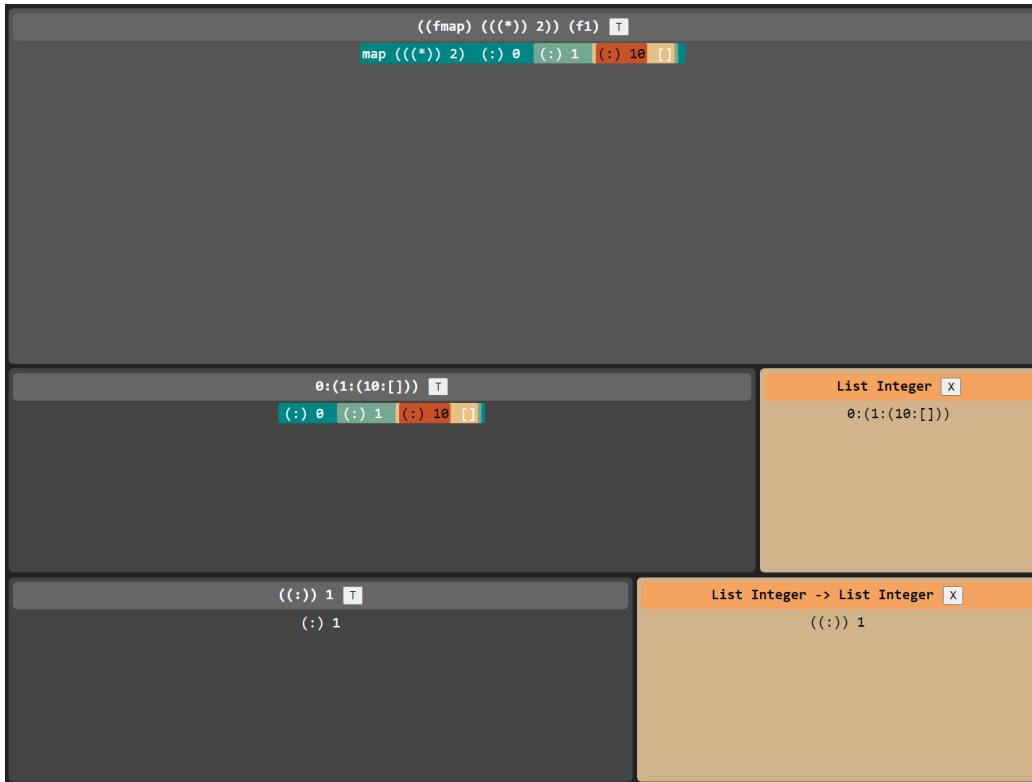 ((fmap) (((*)) 2)) (f1) T
map (((*)) 2) (:) 0 (:) 1 (:) 10 []
0:(1:(10:[])) T
(:) 0 (:) 1 (:) 10 []
List Integer X
0:(1:(10:[]))
((:)) 1 T
(:) 1
List Integer -> List Integer X
((:)) 1